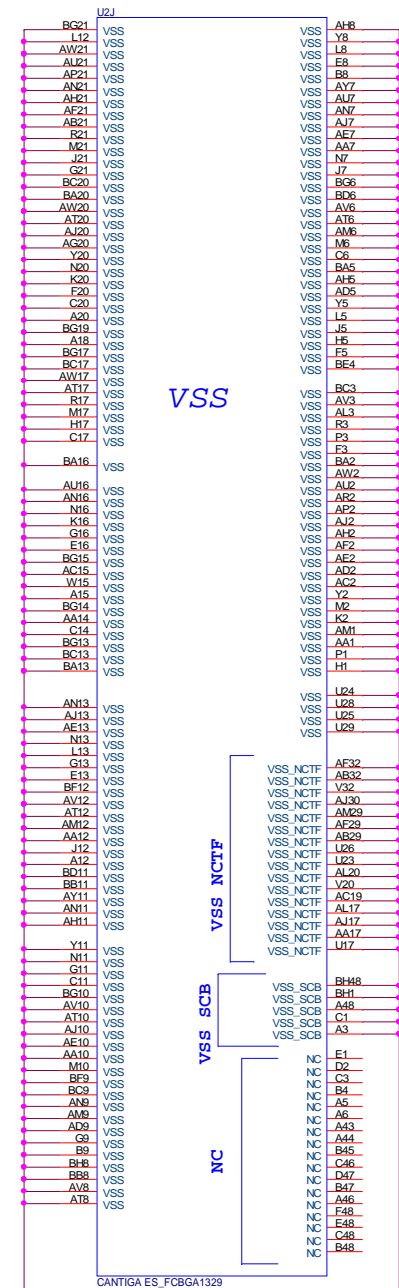 U2J
BG21 VSS
L12 VSS
AW21 VSS
AU21 VSS
AP21 VSS
AN21 VSS
AH21 VSS
AF21 VSS
AB21 VSS
R21 VSS
M21 VSS
J21 VSS
G21 VSS
BC20 VSS
BA20 VSS
AW20 VSS
AT20 VSS
AJ20 VSS
AG20 VSS
Y20 VSS
N20 VSS
K20 VSS
F20 VSS
C20 VSS
A20 VSS
BG19 VSS
A18 VSS
BG17 VSS
BC17 VSS
AW17 VSS
AT17 VSS
R17 VSS
M17 VSS
H17 VSS
C17 VSS
BA16 VSS
AU16 VSS
AN16 VSS
N16 VSS
K16 VSS
G16 VSS
E16 VSS
BG15 VSS
AC15 VSS
W15 VSS
A15 VSS
BG14 VSS
AA14 VSS
C14 VSS
BG13 VSS
BC13 VSS
BA13 VSS
AN13 VSS
AJ13 VSS
AE13 VSS
N13 VSS
L13 VSS
G13 VSS
E13 VSS
BF12 VSS
AV12 VSS
AT12 VSS
AM12 VSS
AA12 VSS
J12 VSS
A12 VSS
BD11 VSS
BB11 VSS
AY11 VSS
AN11 VSS
AH11 VSS
Y11 VSS
N11 VSS
G11 VSS
C11 VSS
BG10 VSS
AV10 VSS
AT10 VSS
AJ10 VSS
AE10 VSS
AA10 VSS
M10 VSS
BF9 VSS
BC9 VSS
AN9 VSS
AM9 VSS
AD9 VSS
G9 VSS
B9 VSS
BH8 VSS
BB8 VSS
AV8 VSS
AT8 VSS
VSS
VSS AH8
VSS Y8
VSS L8
VSS E8
VSS B8
VSS AY7
VSS AU7
VSS AN7
VSS AJ7
VSS AE7
VSS AA7
VSS N7
VSS J7
VSS BG6
VSS BD6
VSS AV6
VSS AT6
VSS AM6
VSS M6
VSS C6
VSS BA5
VSS AH5
VSS AD5
VSS Y5
VSS L5
VSS J5
VSS H5
VSS F5
VSS BE4
VSS BC3
VSS AV3
VSS AL3
VSS R3
VSS P3
VSS F3
VSS BA2
VSS AW2
VSS AU2
VSS AR2
VSS AP2
VSS AJ2
VSS AH2
VSS AF2
VSS AE2
VSS AD2
VSS AC2
VSS Y2
VSS M2
VSS K2
VSS AM1
VSS AA1
VSS P1
VSS H1
VSS U24
VSS U28
VSS U25
VSS U29
VSS NCTF
VSS_NCTF AF32
VSS_NCTF AB32
VSS_NCTF V32
VSS_NCTF AJ30
VSS_NCTF AM29
VSS_NCTF AF29
VSS_NCTF AB29
VSS_NCTF U26
VSS_NCTF U23
VSS_NCTF AL20
VSS_NCTF V20
VSS_NCTF AC19
VSS_NCTF AL17
VSS_NCTF AJ17
VSS_NCTF AA17
VSS_NCTF U17
VSS SCB
VSS_SCB BH48
VSS_SCB BH1
VSS_SCB A48
VSS_SCB C1
VSS_SCB A3
NC
NC E1
NC D2
NC C3
NC B4
NC A5
NC A6
NC A43
NC A44
NC B45
NC C46
NC D47
NC B47
NC A46
NC F48
NC E48
NC C48
NC B48
CANTIGA ES_FCBGA1329